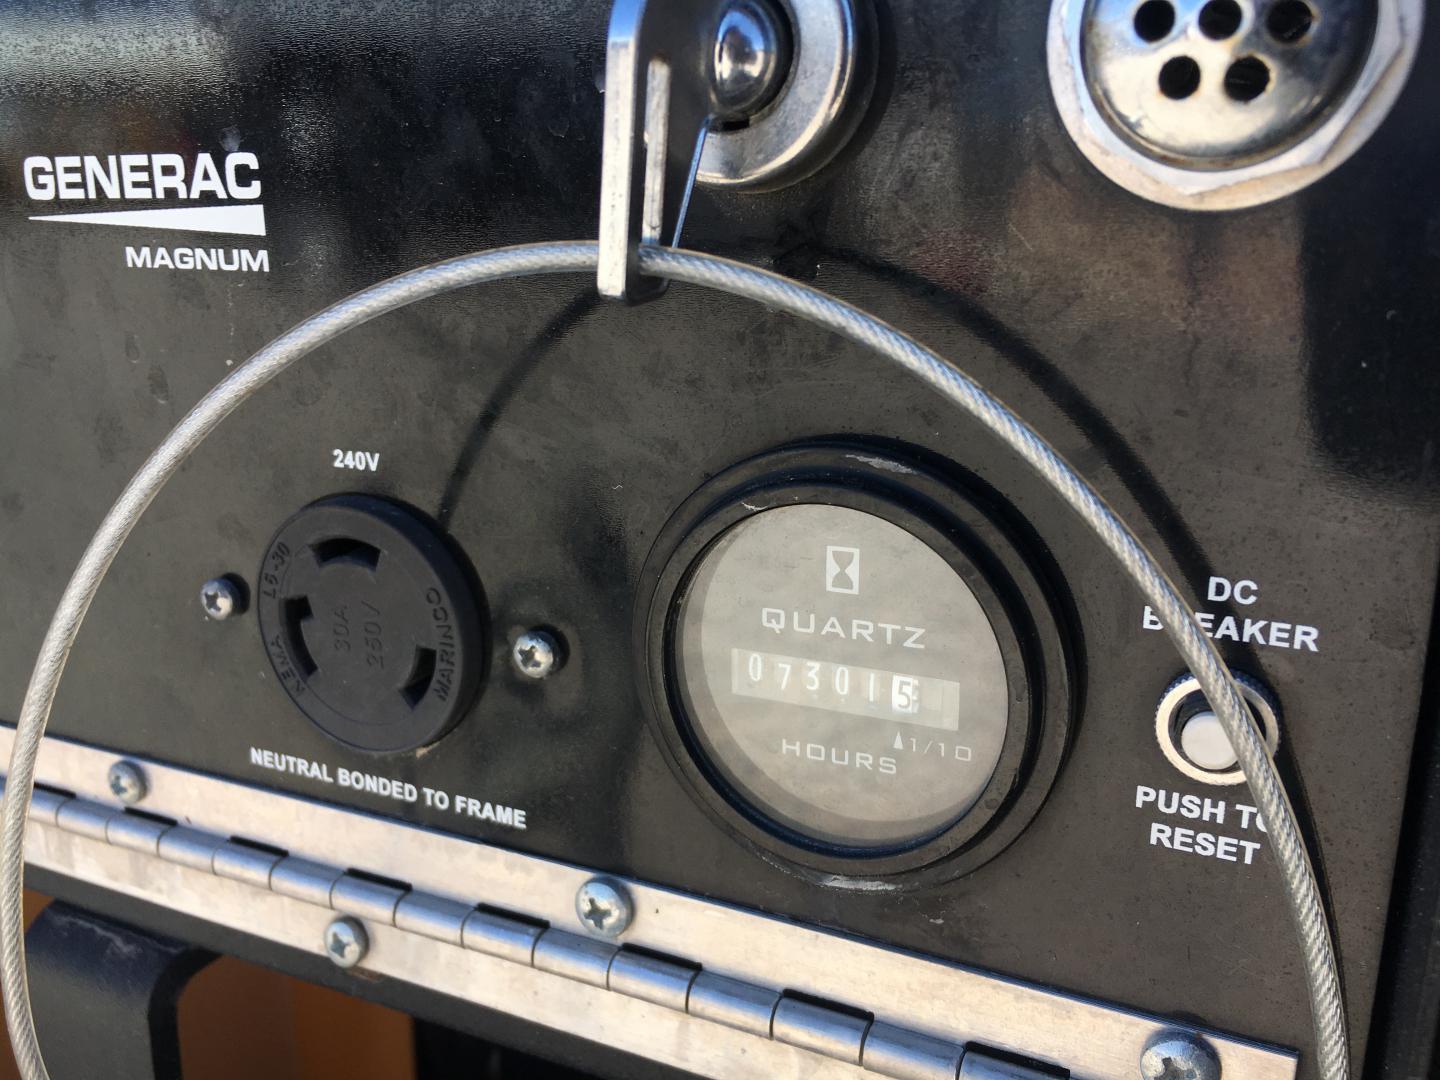 GENERAC
MAGNUM
240V
L6-30
30A
250V
NEMA
MARINCO
NEUTRAL BONDED TO FRAME
QUARTZ
073015
1/10
HOURS
DC
BREAKER
PUSH TO
RESET